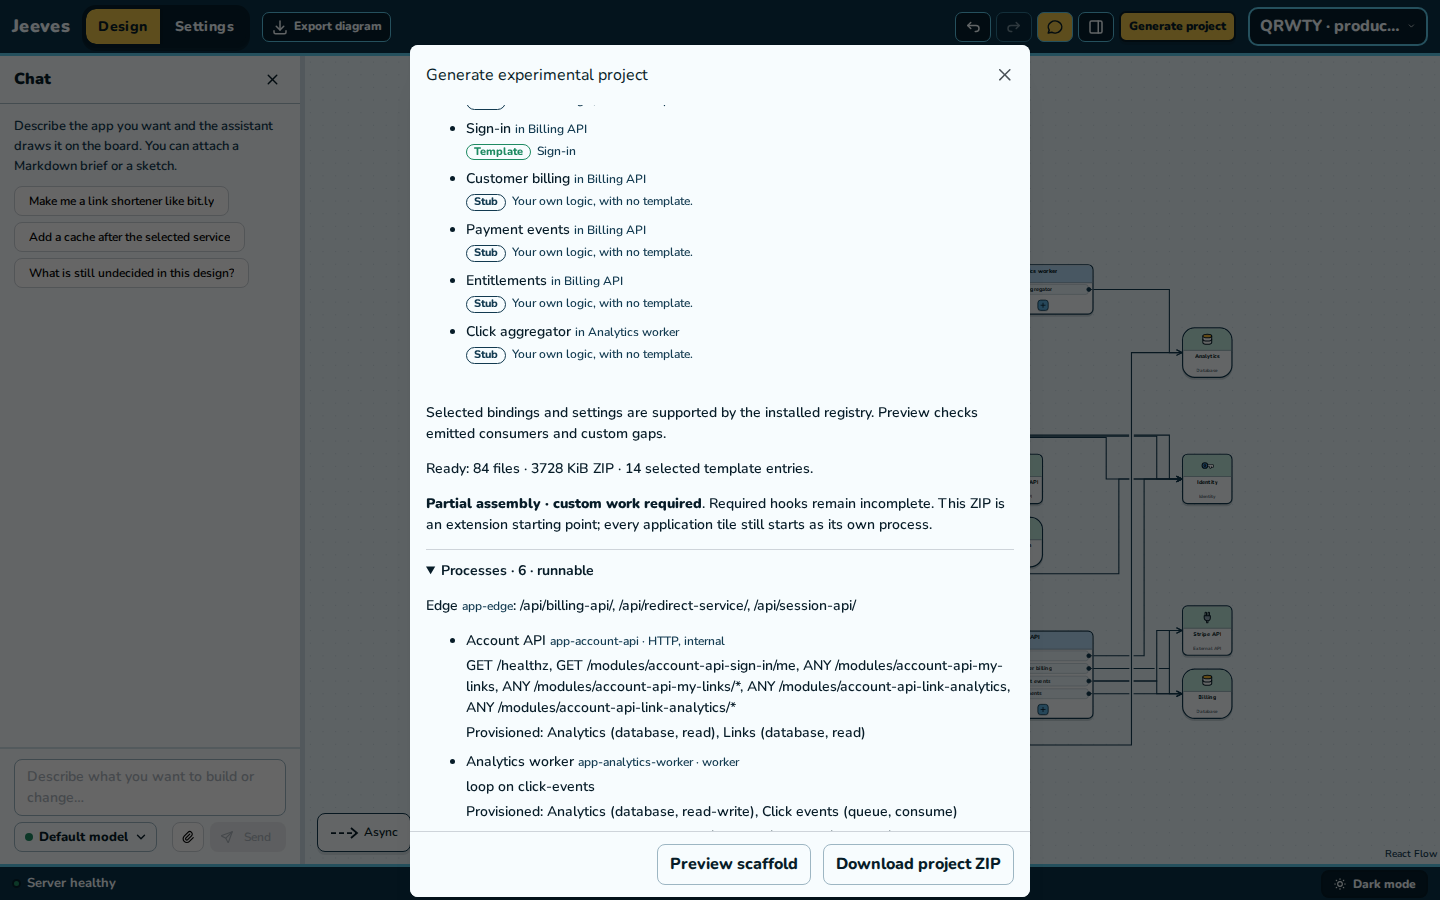 Jeeves
Design
Settings
Export diagram
Generate project
QRWTY · produc...
Chat
Describe the app you want and the assistant
draws it on the board. You can attach a
Markdown brief or a sketch.
Make me a link shortener like bit.ly
Add a cache after the selected service
What is still undecided in this design?
Describe what you want to build or
change...
Default model
Send
Generate experimental project
Sign-in in Billing API
Template Sign-in
Customer billing in Billing API
Stub Your own logic, with no template.
Payment events in Billing API
Stub Your own logic, with no template.
Entitlements in Billing API
Stub Your own logic, with no template.
Click aggregator in Analytics worker
Stub Your own logic, with no template.
Selected bindings and settings are supported by the installed registry. Preview checks
emitted consumers and custom gaps.
Ready: 84 files · 3728 KiB ZIP · 14 selected template entries.
Partial assembly · custom work required. Required hooks remain incomplete. This ZIP is
an extension starting point; every application tile still starts as its own process.
Processes · 6 · runnable
Edge app-edge: /api/billing-api/, /api/redirect-service/, /api/session-api/
Account API app-account-api · HTTP, internal
GET /healthz, GET /modules/account-api-sign-in/me, ANY /modules/account-api-my-
links, ANY /modules/account-api-my-links/*, ANY /modules/account-api-link-analytics,
ANY /modules/account-api-link-analytics/*
Provisioned: Analytics (database, read), Links (database, read)
Analytics worker app-analytics-worker · worker
loop on click-events
Provisioned: Analytics (database, read-write), Click events (queue, consume)
Preview scaffold
Download project ZIP
Async
Analytics
Database
Identity
Identity
Stripe API
External API
Billing
Database
React Flow
Server healthy
Dark mode